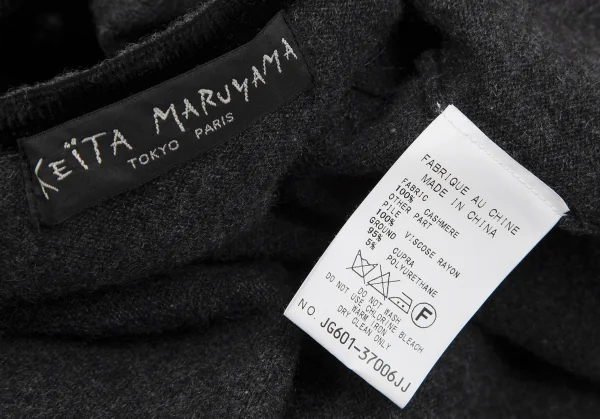 KEÏTA MARUYAMA
TOKYO PARIS
FABRIQUE AU CHINE
MADE IN CHINA
FABRIC
100% CASHMERE
OTHER PART
PILE
100% VISCOSE RAYON
GROUND
95% CUPRA
5% POLYURETHANE
F
DO NOT WASH
DO NOT USE CHLORINE BLEACH
WARM IRON
DRY CLEAN ONLY
NO. JG601-37006JJ